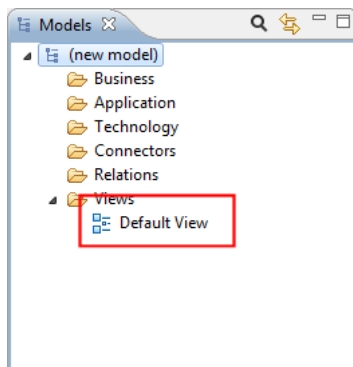 Models
(new model)
Business
Application
Technology
Connectors
Relations
Views
Default View